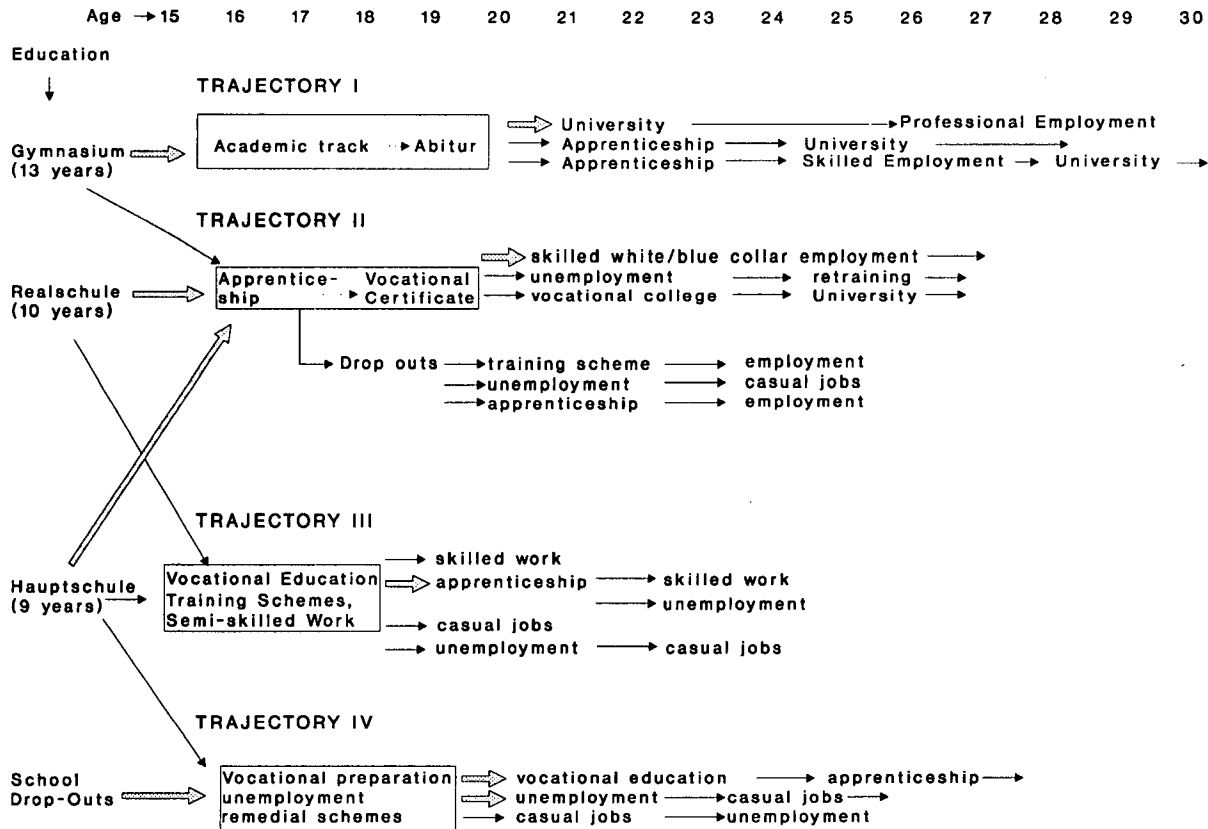 Age 15 16 17 18 19 20 21 22 23 24 25 26 27 28 29 30
Education
TRAJECTORY I
Gymnasium
(13 years)
Academic track Abitur
University Professional Employment
Apprenticeship University
Apprenticeship Skilled Employment University
TRAJECTORY II
Realschule
(10 years)
Apprentice-
ship
Vocational
Certificate
skilled white/blue collar employment
unemployment retraining
vocational college University
Drop outs training scheme employment
unemployment casual jobs
apprenticeship employment
TRAJECTORY III
Hauptschule
(9 years)
Vocational Education
Training Schemes,
Semi-skilled Work
skilled work
apprenticeship skilled work
unemployment
casual jobs
unemployment casual jobs
TRAJECTORY IV
School
Drop-Outs
Vocational preparation
unemployment
remedial schemes
vocational education apprenticeship
unemployment casual jobs
casual jobs unemployment